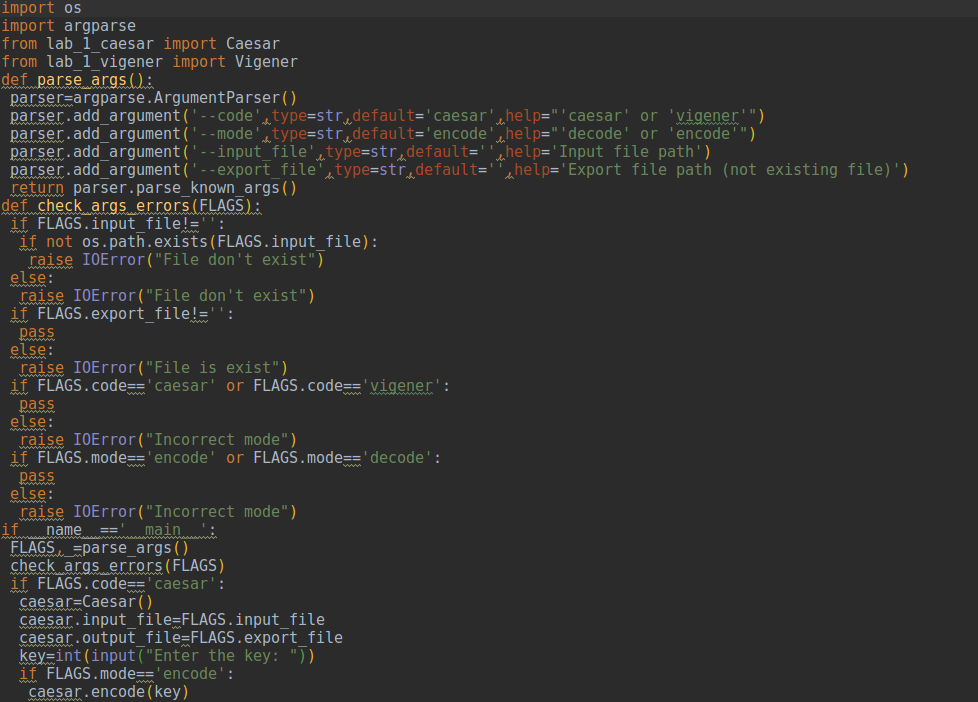 import os
import argparse
from lab_1_caesar import Caesar
from lab_1_vigener import Vigener
def parse_args():
 parser=argparse.ArgumentParser()
 parser.add_argument('--code',type=str,default='caesar',help="'caesar' or 'vigener'")
 parser.add_argument('--mode',type=str,default='encode',help="'decode' or 'encode'")
 parser.add_argument('--input_file',type=str,default='',help='Input file path')
 parser.add_argument('--export_file',type=str,default='',help='Export file path (not existing file)')
 return parser.parse_known_args()
def check_args_errors(FLAGS):
 if FLAGS.input_file!='':
  if not os.path.exists(FLAGS.input_file):
   raise IOError("File don't exist")
 else:
  raise IOError("File don't exist")
 if FLAGS.export_file!='':
  pass
 else:
  raise IOError("File is exist")
 if FLAGS.code=='caesar' or FLAGS.code=='vigener':
  pass
 else:
  raise IOError("Incorrect mode")
 if FLAGS.mode=='encode' or FLAGS.mode=='decode':
  pass
 else:
  raise IOError("Incorrect mode")
if __name__=='__main__':
 FLAGS,_=parse_args()
 check_args_errors(FLAGS)
 if FLAGS.code=='caesar':
  caesar=Caesar()
  caesar.input_file=FLAGS.input_file
  caesar.output_file=FLAGS.export_file
  key=int(input("Enter the key: "))
  if FLAGS.mode=='encode':
   caesar.encode(key)